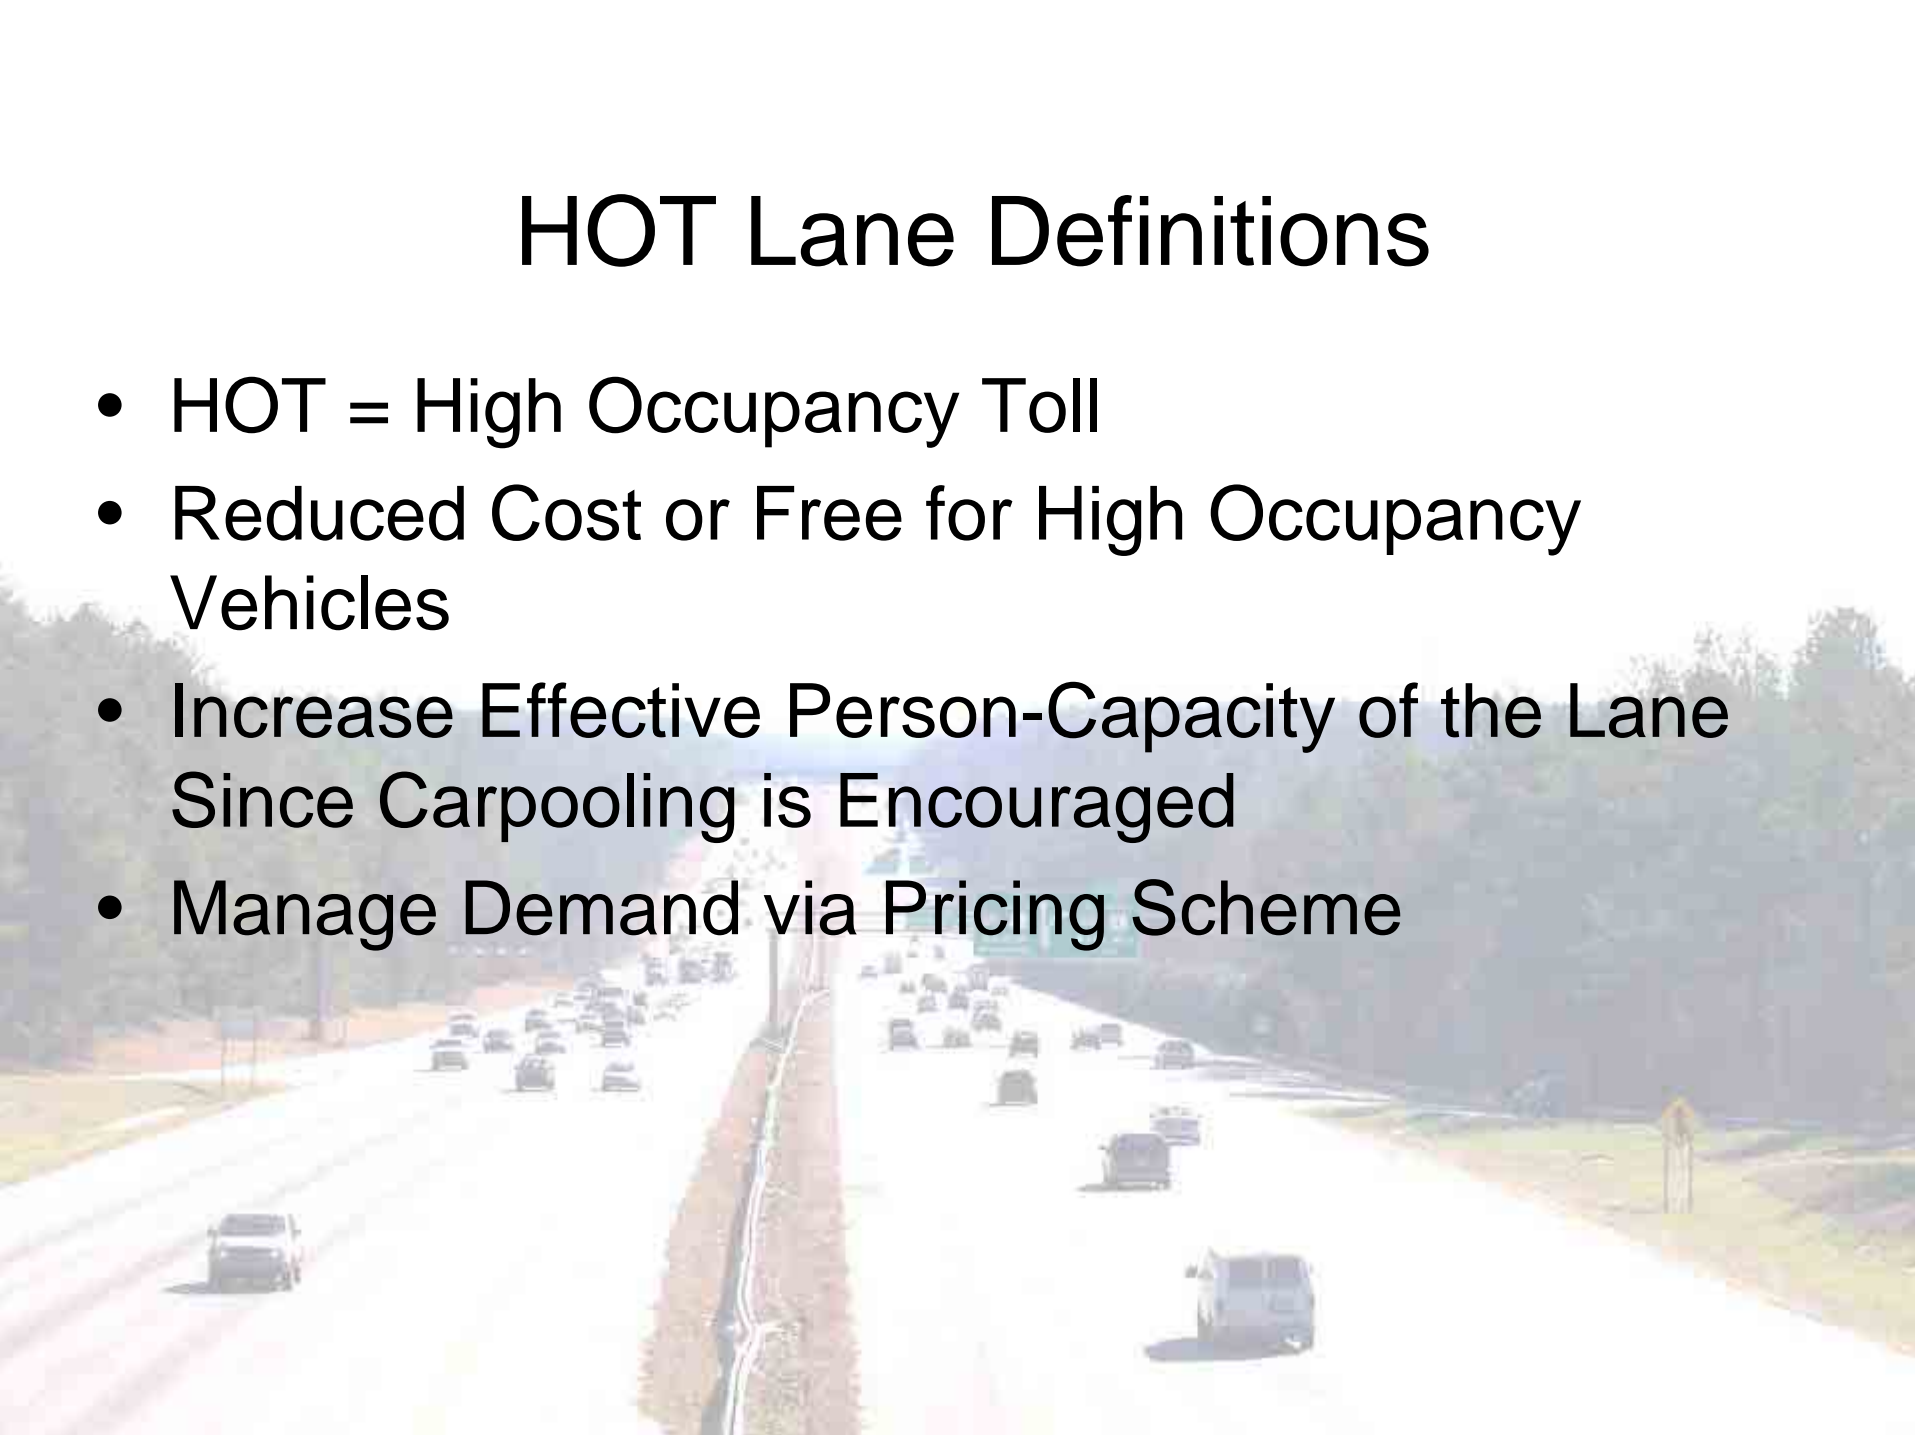 HOT Lane Definitions
• HOT = High Occupancy Toll
• Reduced Cost or Free for High Occupancy
Vehicles
• Increase Effective Person-Capacity of the Lane
Since Carpooling is Encouraged
• Manage Demand via Pricing Scheme